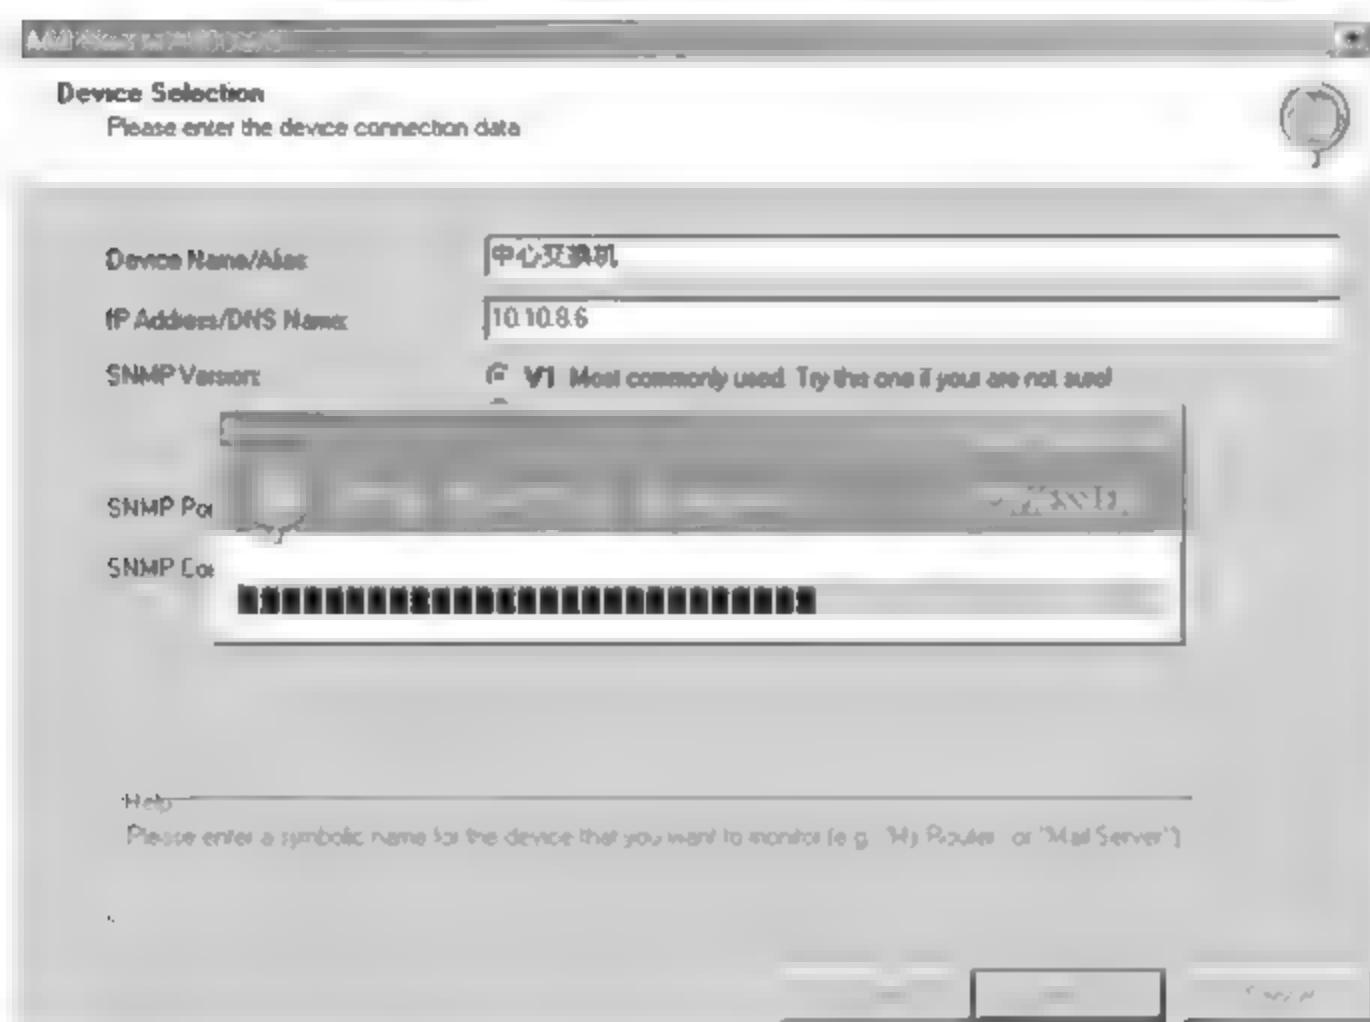 Device Selection
Please enter the device connection data
Device Name/Alias:
中心交换机
IP Address/DNS Name:
10.10.8.6
SNMP Version:
V1 Most commonly used. Try the one if your are not sure!
SNMP Por
SNMP Co
Help
Please enter a symbolic name for the device that you want to monitor (e.g. "My Router" or "Mail Server")